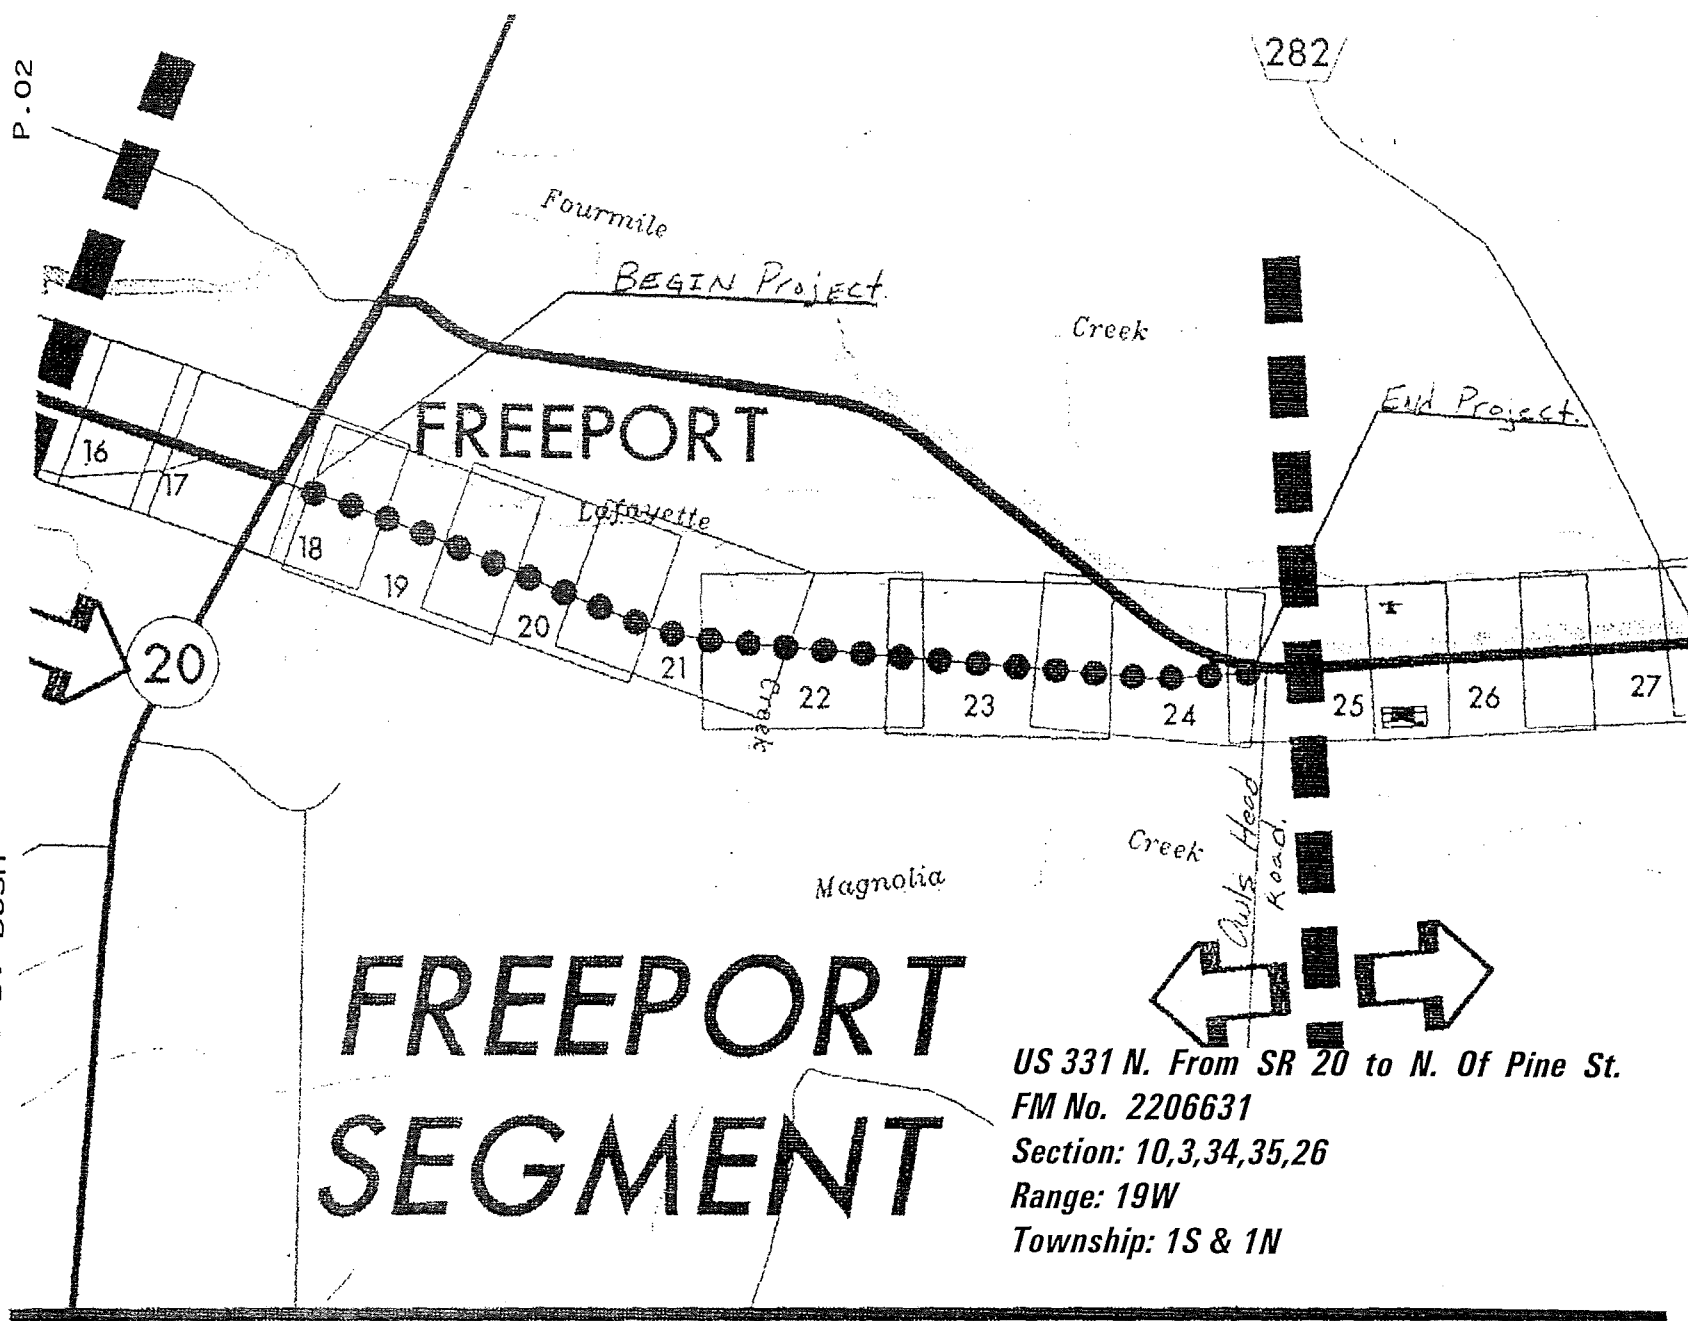 P.02
282
Fourmile
BEGIN Project.
Creek
End Project.
FREEPORT
16
17
Lafayette
18
19
20
21
22
23
24
25
26
27
Creek
20
Owls Head
Road.
Creek
Magnolia
FREEPORT
SEGMENT
US 331 N. From SR 20 to N. Of Pine St.
FM No. 2206631
Section: 10,3,34,35,26
Range: 19W
Township: 1S & 1N